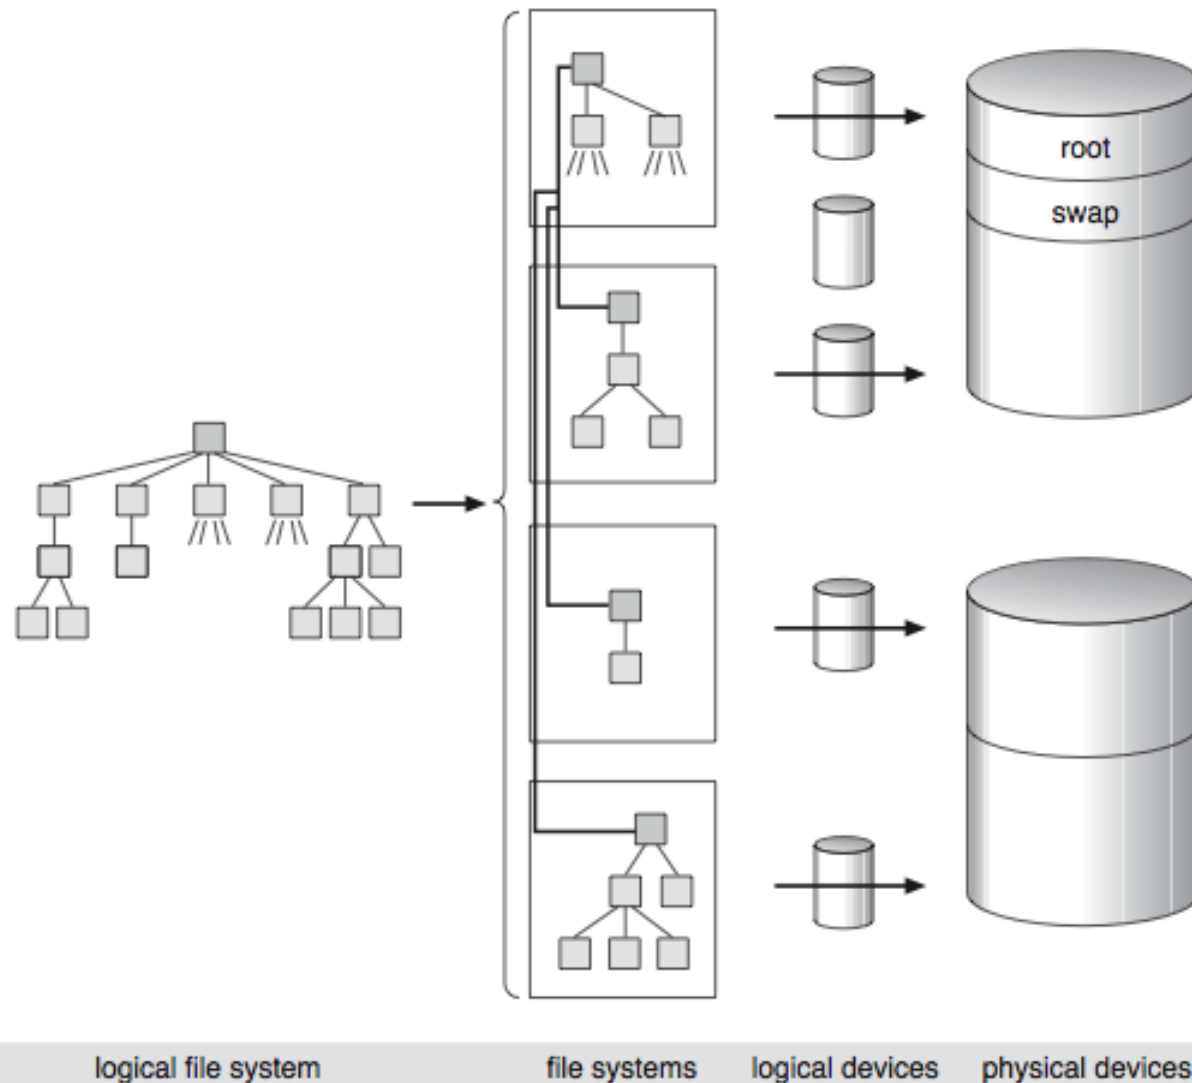 root
swap
logical file system
file systems
logical devices
physical devices